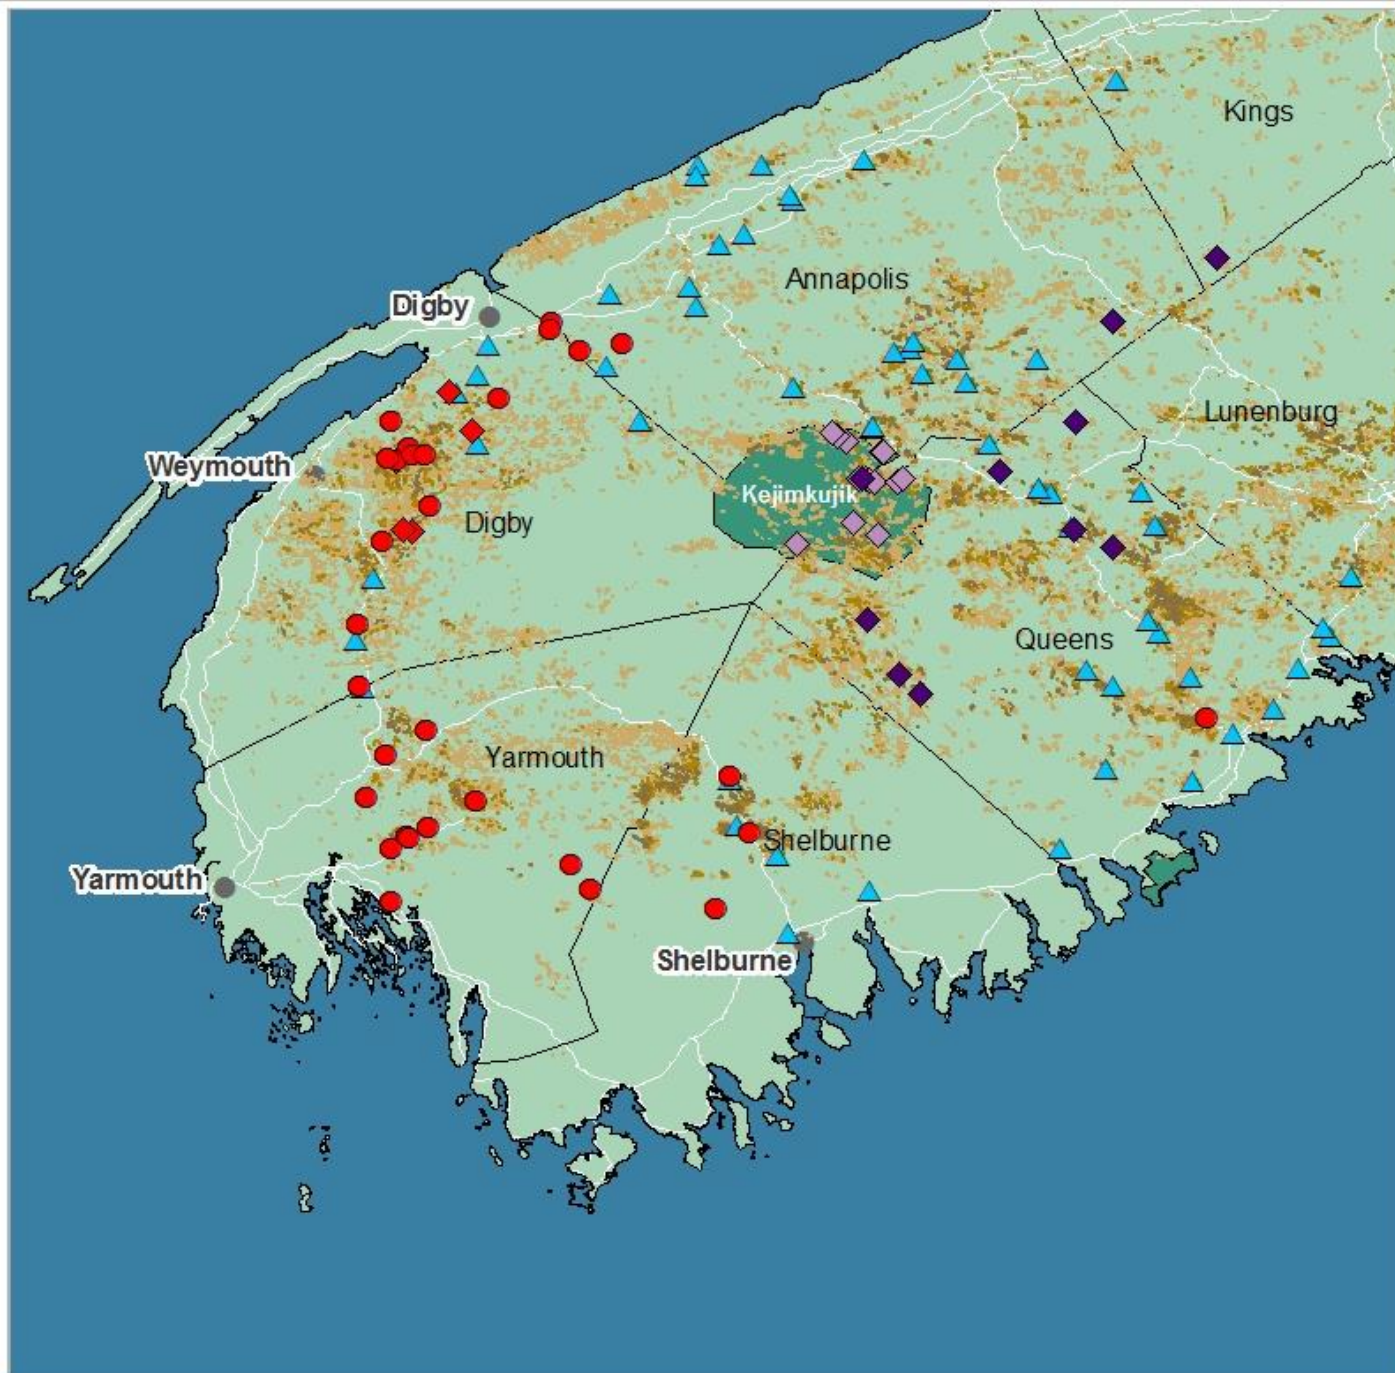 Kings
Annapolis
Digby
Lunenburg
Weymouth
Kejimkujik
Digby
Queens
Yarmouth
Shelburne
Yarmouth
Shelburne